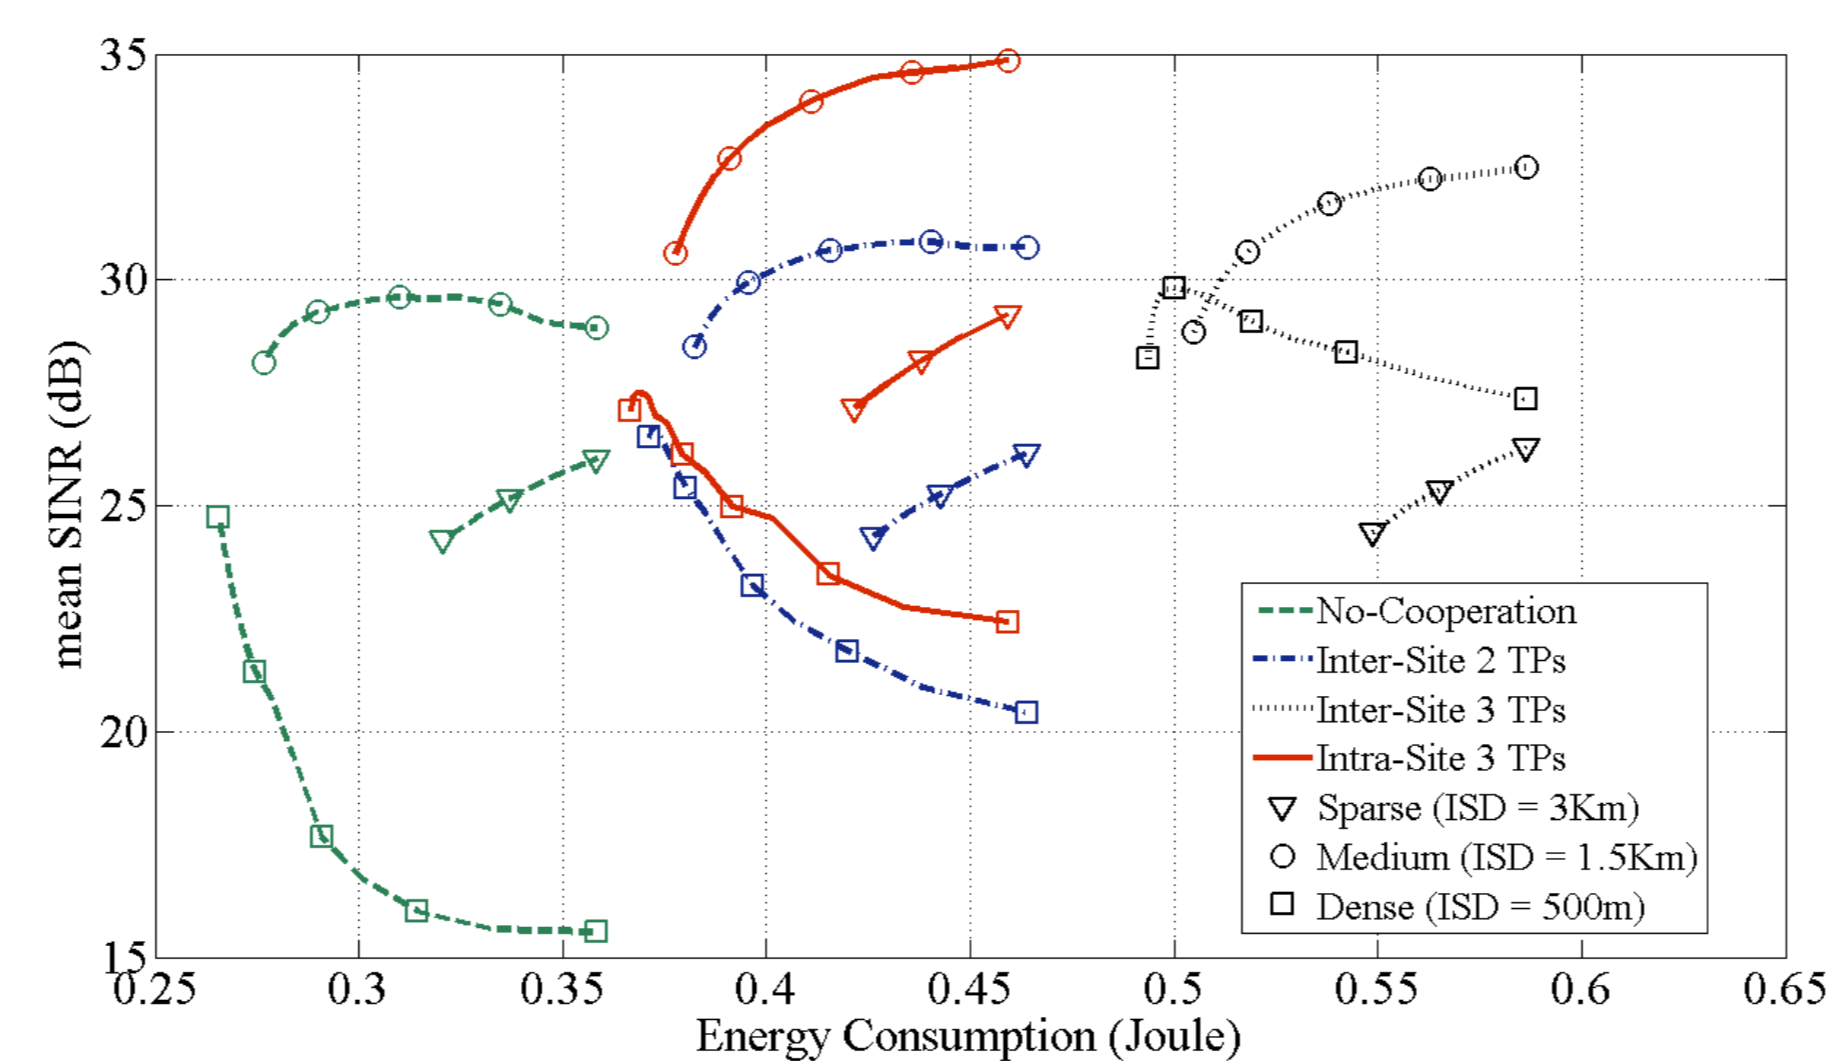 35
30
25
20
15
mean SINR (dB)
0.25 0.3 0.35 0.4 0.45 0.5 0.55 0.6 0.65
Energy Consumption (Joule)
No-Cooperation
Inter-Site 2 TPs
Inter-Site 3 TPs
Intra-Site 3 TPs
Sparse (ISD = 3Km)
Medium (ISD = 1.5Km)
Dense (ISD = 500m)